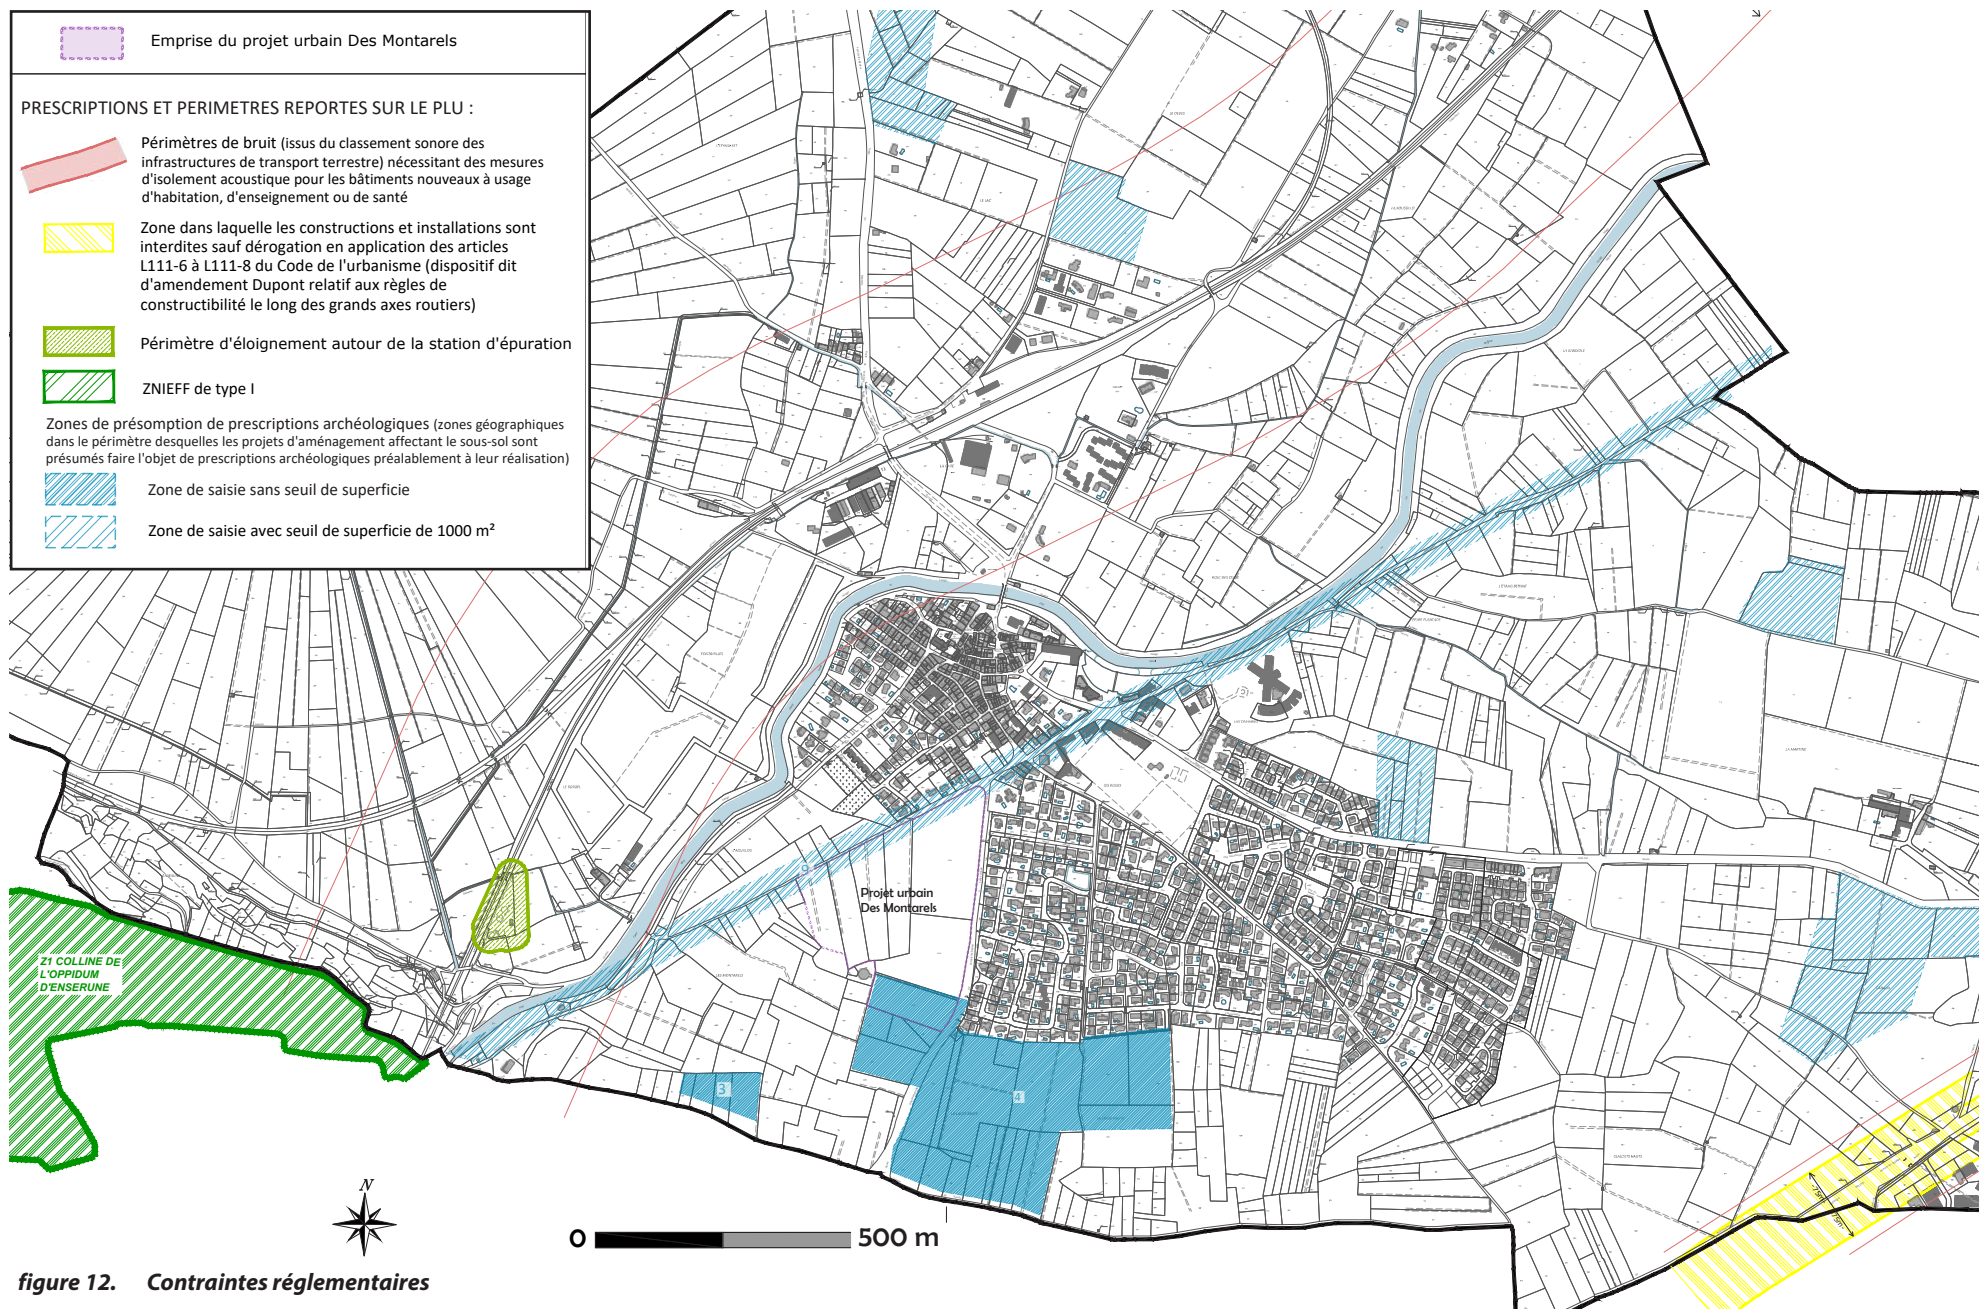 Emprise du projet urbain Des Montarels
PRESCRIPTIONS ET PERIMETRES REPORTES SUR LE PLU :
Périmètres de bruit (issus du classement sonore des
infrastructures de transport terrestre) nécessitant des mesures
d'isolement acoustique pour les bâtiments nouveaux à usage
d'habitation, d'enseignement ou de santé
Zone dans laquelle les constructions et installations sont
interdites sauf dérogation en application des articles
L111-6 à L111-8 du Code de l'urbanisme (dispositif dit
d'amendement Dupont relatif aux règles de
constructibilité le long des grands axes routiers)
Périmètre d'éloignement autour de la station d'épuration
ZNIEFF de type I
Zones de présomption de prescriptions archéologiques (zones géographiques
dans le périmètre desquelles les projets d'aménagement affectant le sous-sol sont
présumés faire l'objet de prescriptions archéologiques préalablement à leur réalisation)
Zone de saisie sans seuil de superficie
Zone de saisie avec seuil de superficie de 1000 m²
9
Projet urbain
Des Montarels
Z1 COLLINE DE
L'OPPIDUM
D'ENSERUNE
3
4
75m
75m
N
0 500 m
figure 12. Contraintes réglementaires